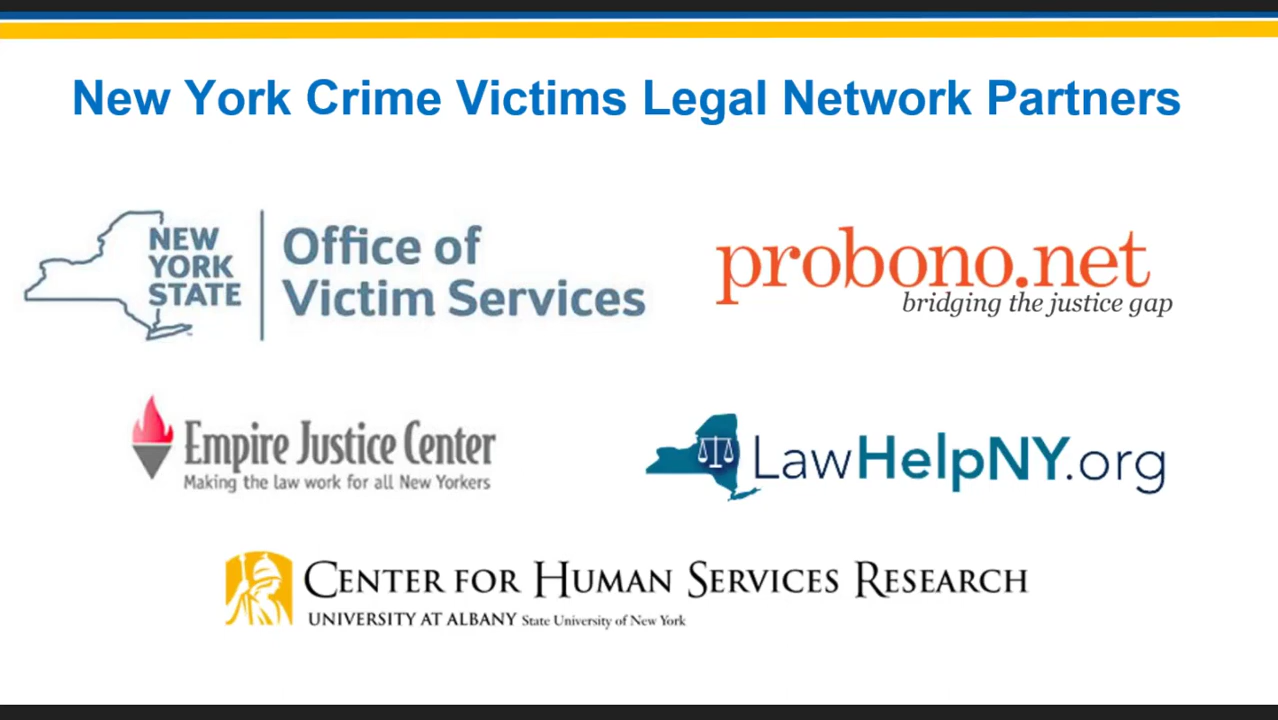 New York Crime Victims Legal Network Partners
NEW
YORK
STATE
Office of
Victim Services
probono.net
bridging the justice gap
Empire Justice Center
Making the law work for all New Yorkers
LawHelpNY.org
CENTER FOR HUMAN SERVICES RESEARCH
UNIVERSITY AT ALBANY State University of New York